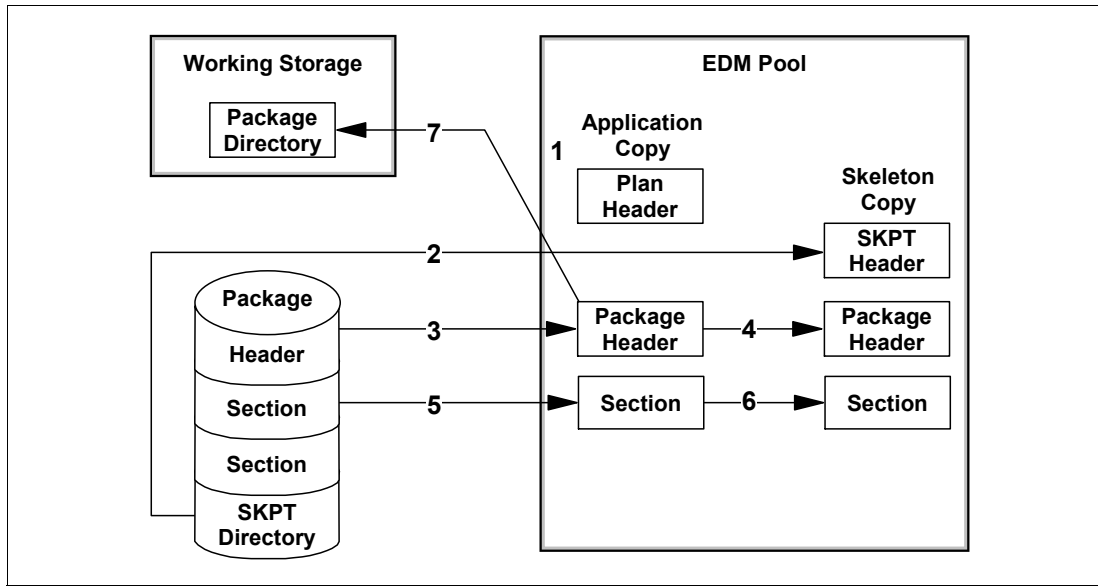 Working Storage
Package
Directory
7
EDM Pool
1
Application
Copy
Plan
Header
Skeleton
Copy
SKPT
Header
2
Package
Header
Section
Section
SKPT
Directory
3
Package
Header
4
Package
Header
5
Section
6
Section